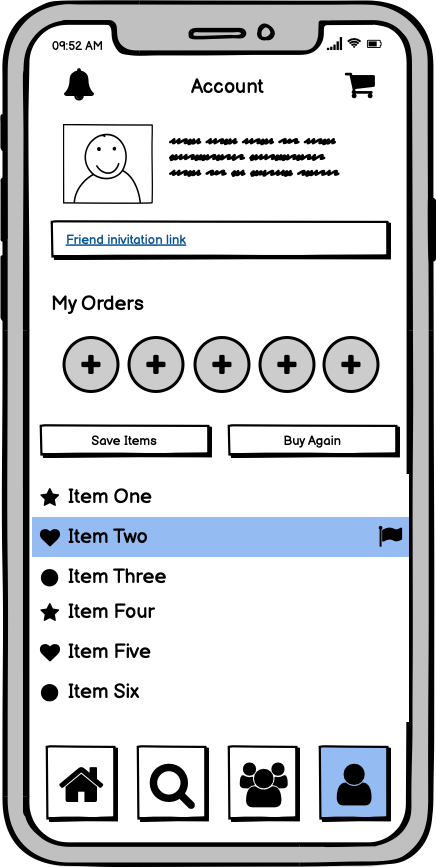 09:52 AM
Account
Friend inivitation link
My Orders
Save Items
Buy Again
Item One
Item Two
Item Three
Item Four
Item Five
Item Six